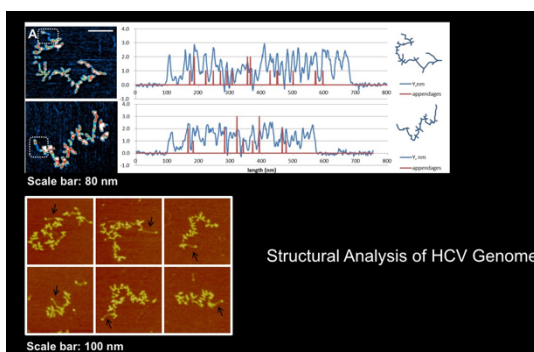 A
4.0
3.0
2.0
1.0
0.0
-1.0
0 100 200 300 400 500 600 700 800
Y, nm
appendages
4.0
3.0
2.0
1.0
0.0
-1.0
0 100 200 300 400 500 600 700 800
length (nm)
Y, nm
appendages
Scale bar: 80 nm
Structural Analysis of HCV Genome
Scale bar: 100 nm